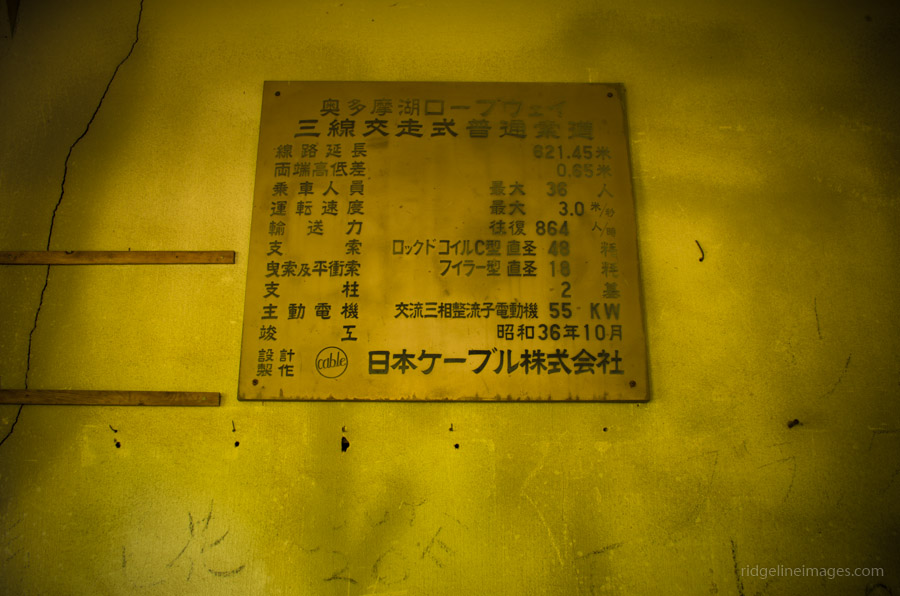 奥多摩湖ロープウェイ
三線交走式普通索道
線路延長 621.45米
両端高低差 0.65米
乗車人員 最大 36 人
運転速度 最大 3.0 米/秒
輸送力 往復 864 人/時
支索 ロックドコイルC型 直径 48 粍
曳索及平衝索 フイラー型 直径 18 粍
支柱 2 基
主動電機 交流三相整流子電動機 55 KW
竣工 昭和36年10月
設計製作 cable 日本ケーブル株式会社
ridgelineimages.com